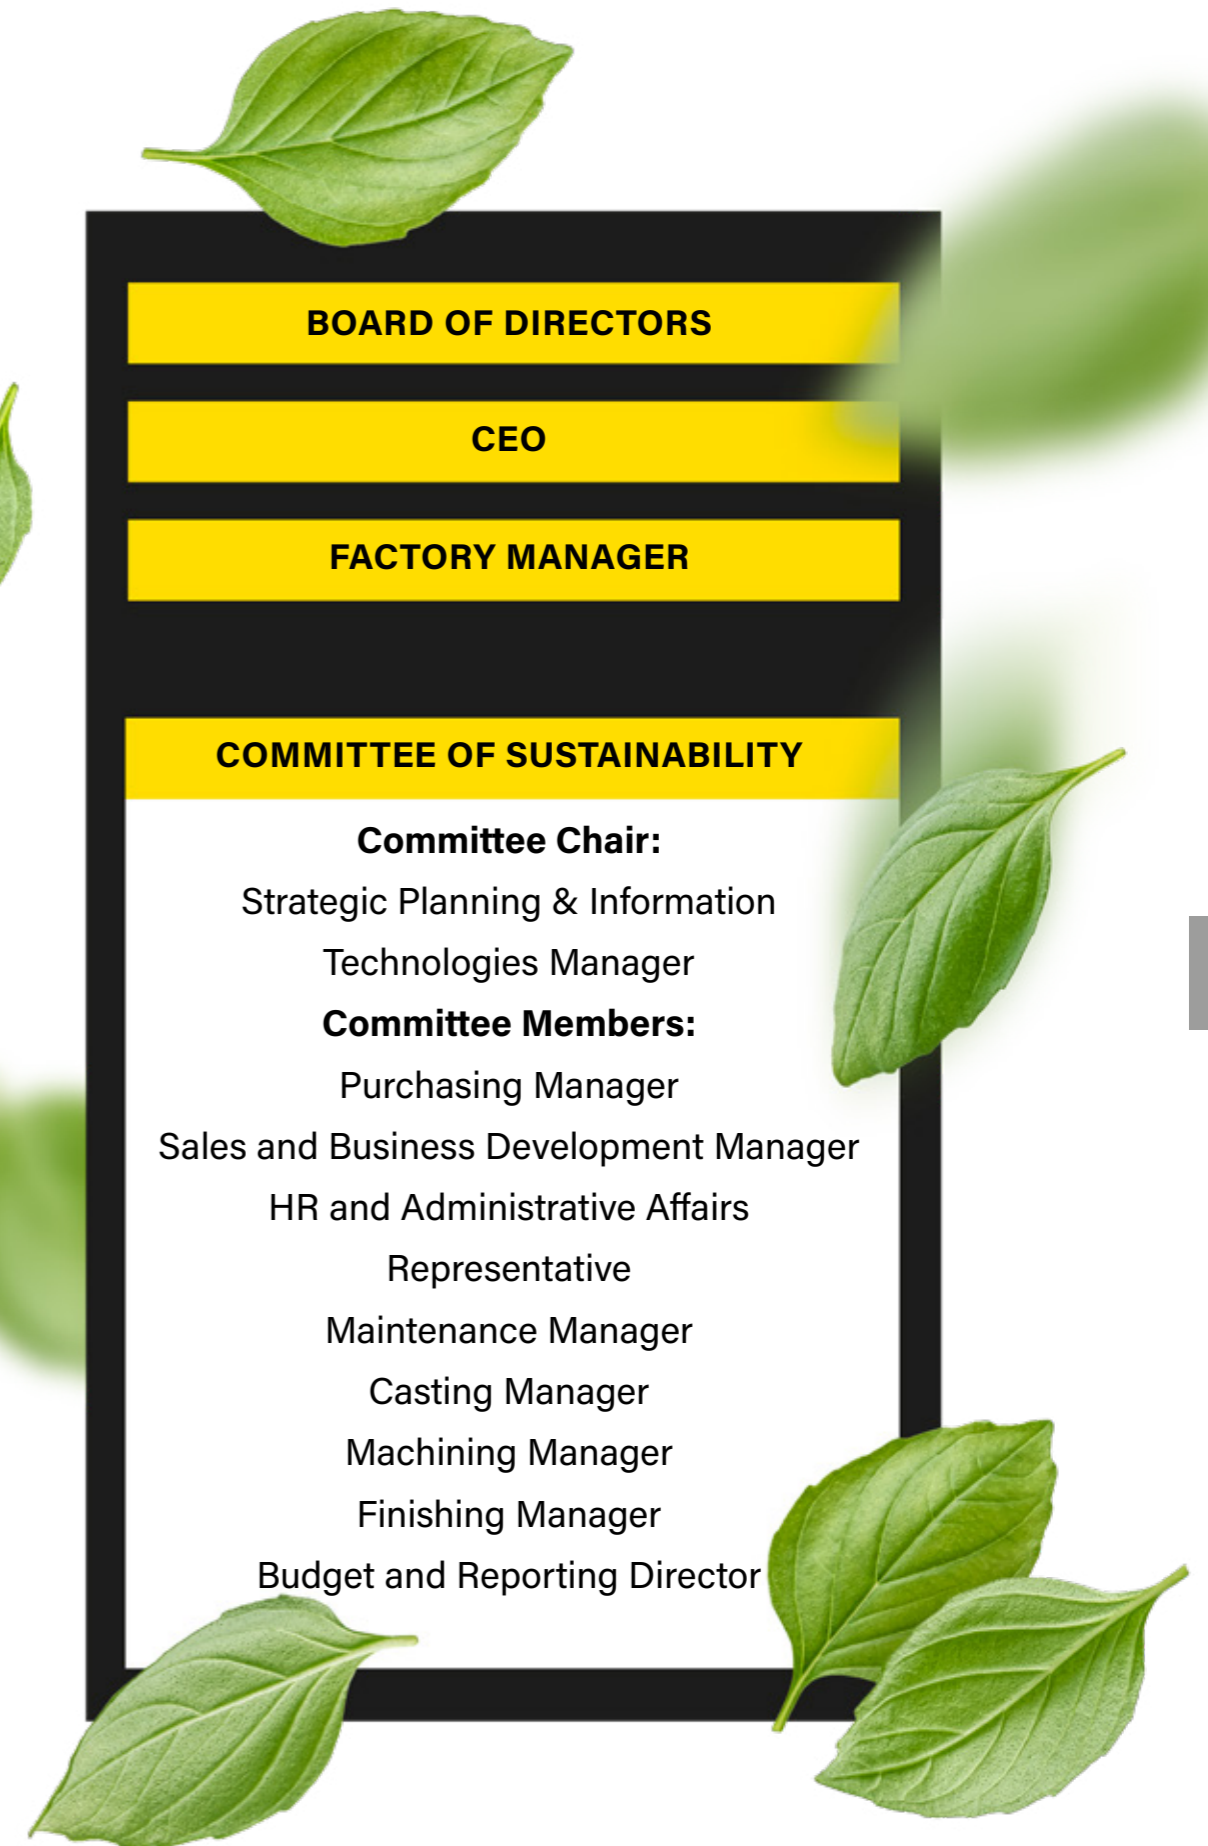 BOARD OF DIRECTORS
CEO
FACTORY MANAGER
COMMITTEE OF SUSTAINABILITY
Committee Chair:
Strategic Planning & Information
Technologies Manager
Committee Members:
Purchasing Manager
Sales and Business Development Manager
HR and Administrative Affairs
Representative
Maintenance Manager
Casting Manager
Machining Manager
Finishing Manager
Budget and Reporting Director